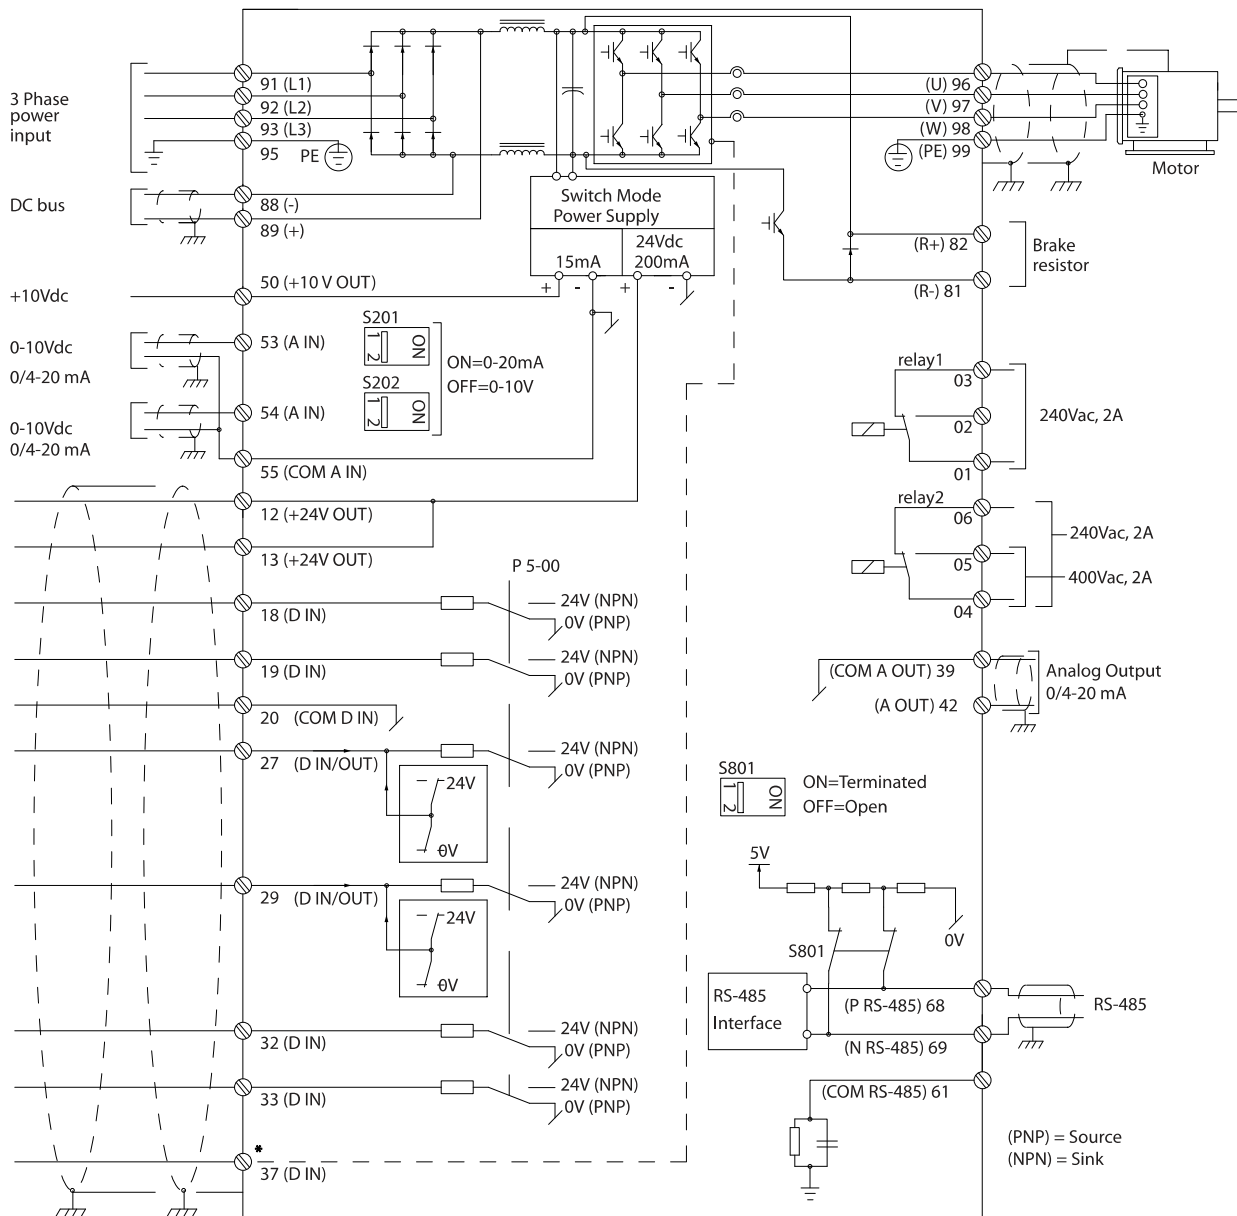 3 Phase
power
input
91 (L1)
92 (L2)
93 (L3)
95
PE
DC bus
88 (-)
89 (+)
+10Vdc
50 (+10 V OUT)
0-10Vdc
0/4-20 mA
53 (A IN)
0-10Vdc
0/4-20 mA
54 (A IN)
55 (COM A IN)
12 (+24V OUT)
13 (+24V OUT)
18 (D IN)
19 (D IN)
20 (COM D IN)
27 (D IN/OUT)
29 (D IN/OUT)
32 (D IN)
33 (D IN)
*
37 (D IN)
S201
1 2
ON
S202
1 2
ON
ON=0-20mA
OFF=0-10V
Switch Mode
Power Supply
15mA
24Vdc
200mA
+ - + -
P 5-00
24V (NPN)
0V (PNP)
24V (NPN)
0V (PNP)
24V (NPN)
0V (PNP)
24V
0V
24V (NPN)
0V (PNP)
24V
0V
24V (NPN)
0V (PNP)
24V (NPN)
0V (PNP)
(U) 96
(V) 97
(W) 98
(PE) 99
Motor
(R+) 82
(R-) 81
Brake
resistor
relay1
03
02
01
240Vac, 2A
relay2
06
05
04
240Vac, 2A
400Vac, 2A
(COM A OUT) 39
(A OUT) 42
Analog Output
0/4-20 mA
S801
1 2
ON
ON=Terminated
OFF=Open
5V
0V
S801
RS-485
Interface
(P RS-485) 68
(N RS-485) 69
RS-485
(COM RS-485) 61
(PNP) = Source
(NPN) = Sink